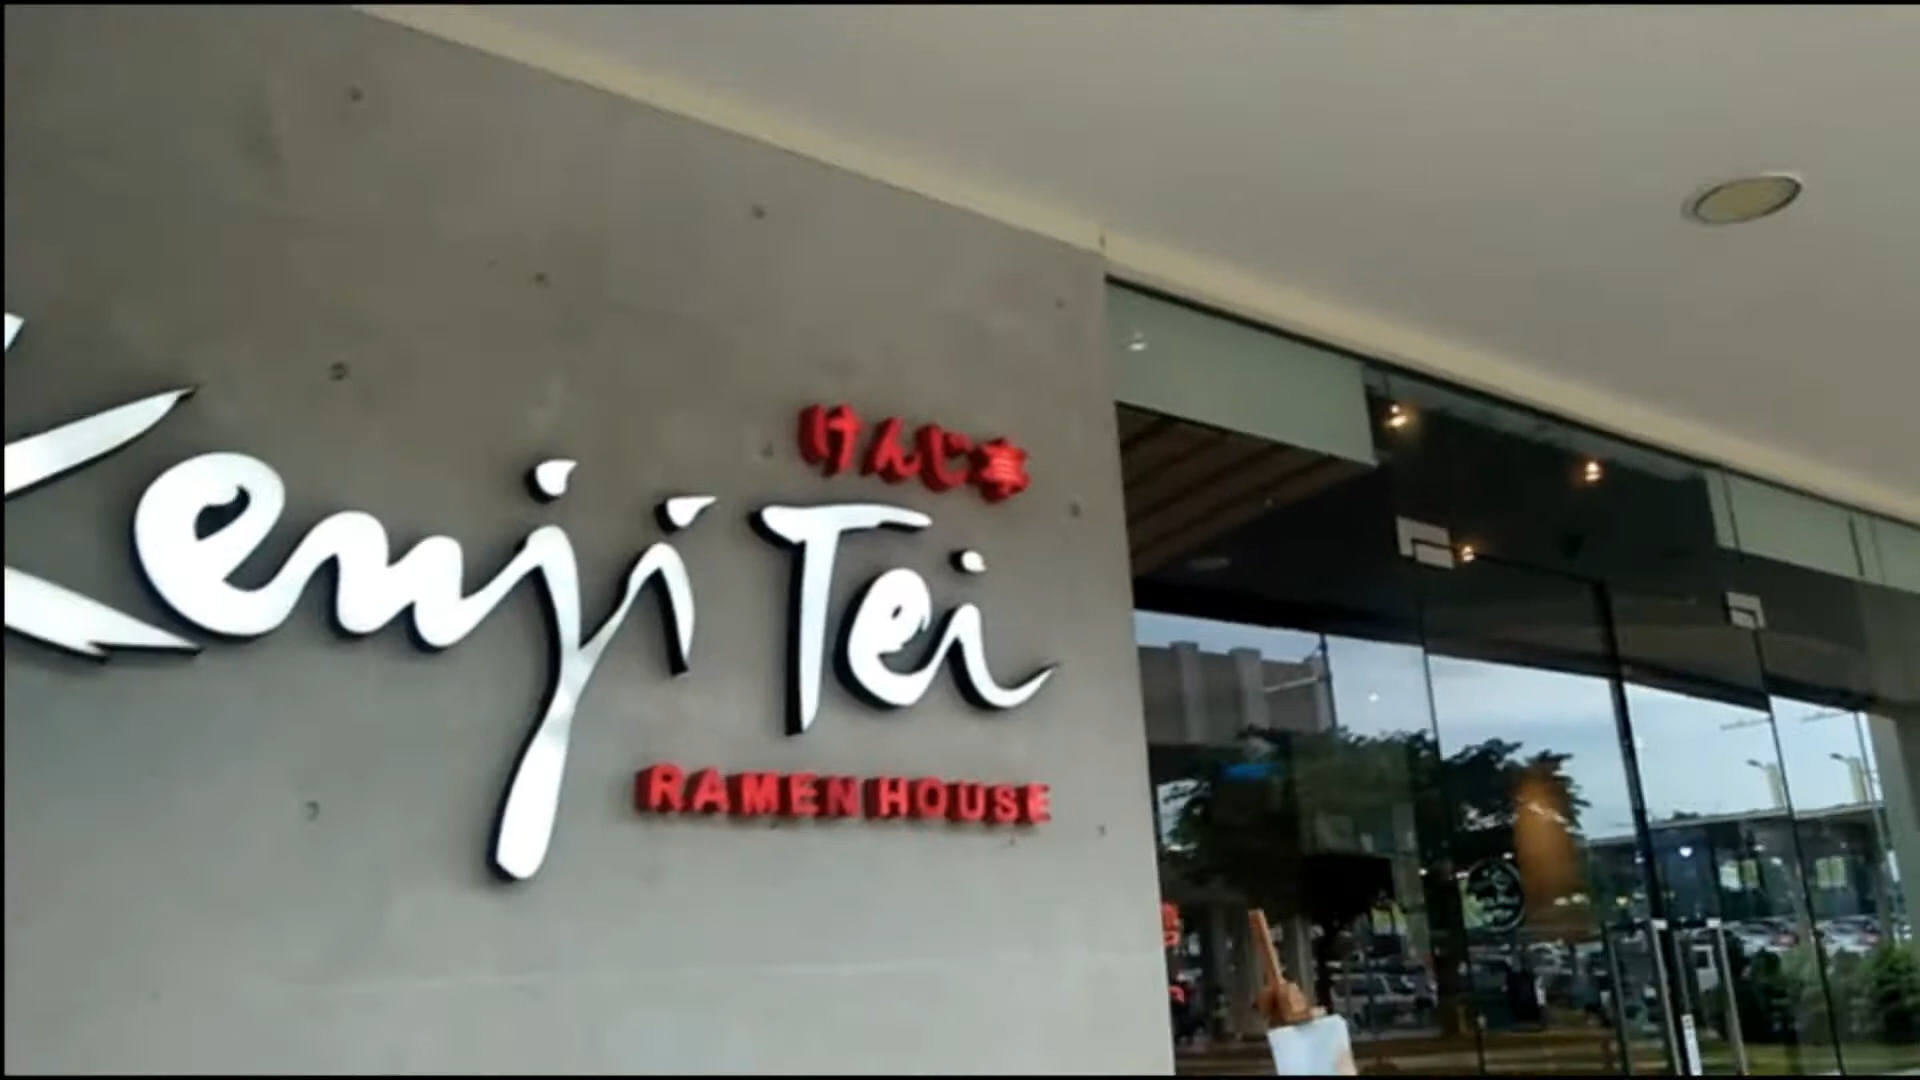 けんじ亭
Kenji Tei
RAMEN HOUSE